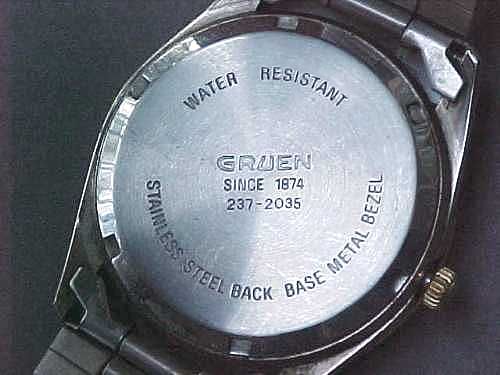 WATER RESISTANT
GRUEN
SINCE 1874
237-2035
STAINLESS STEEL BACK BASE METAL BEZEL